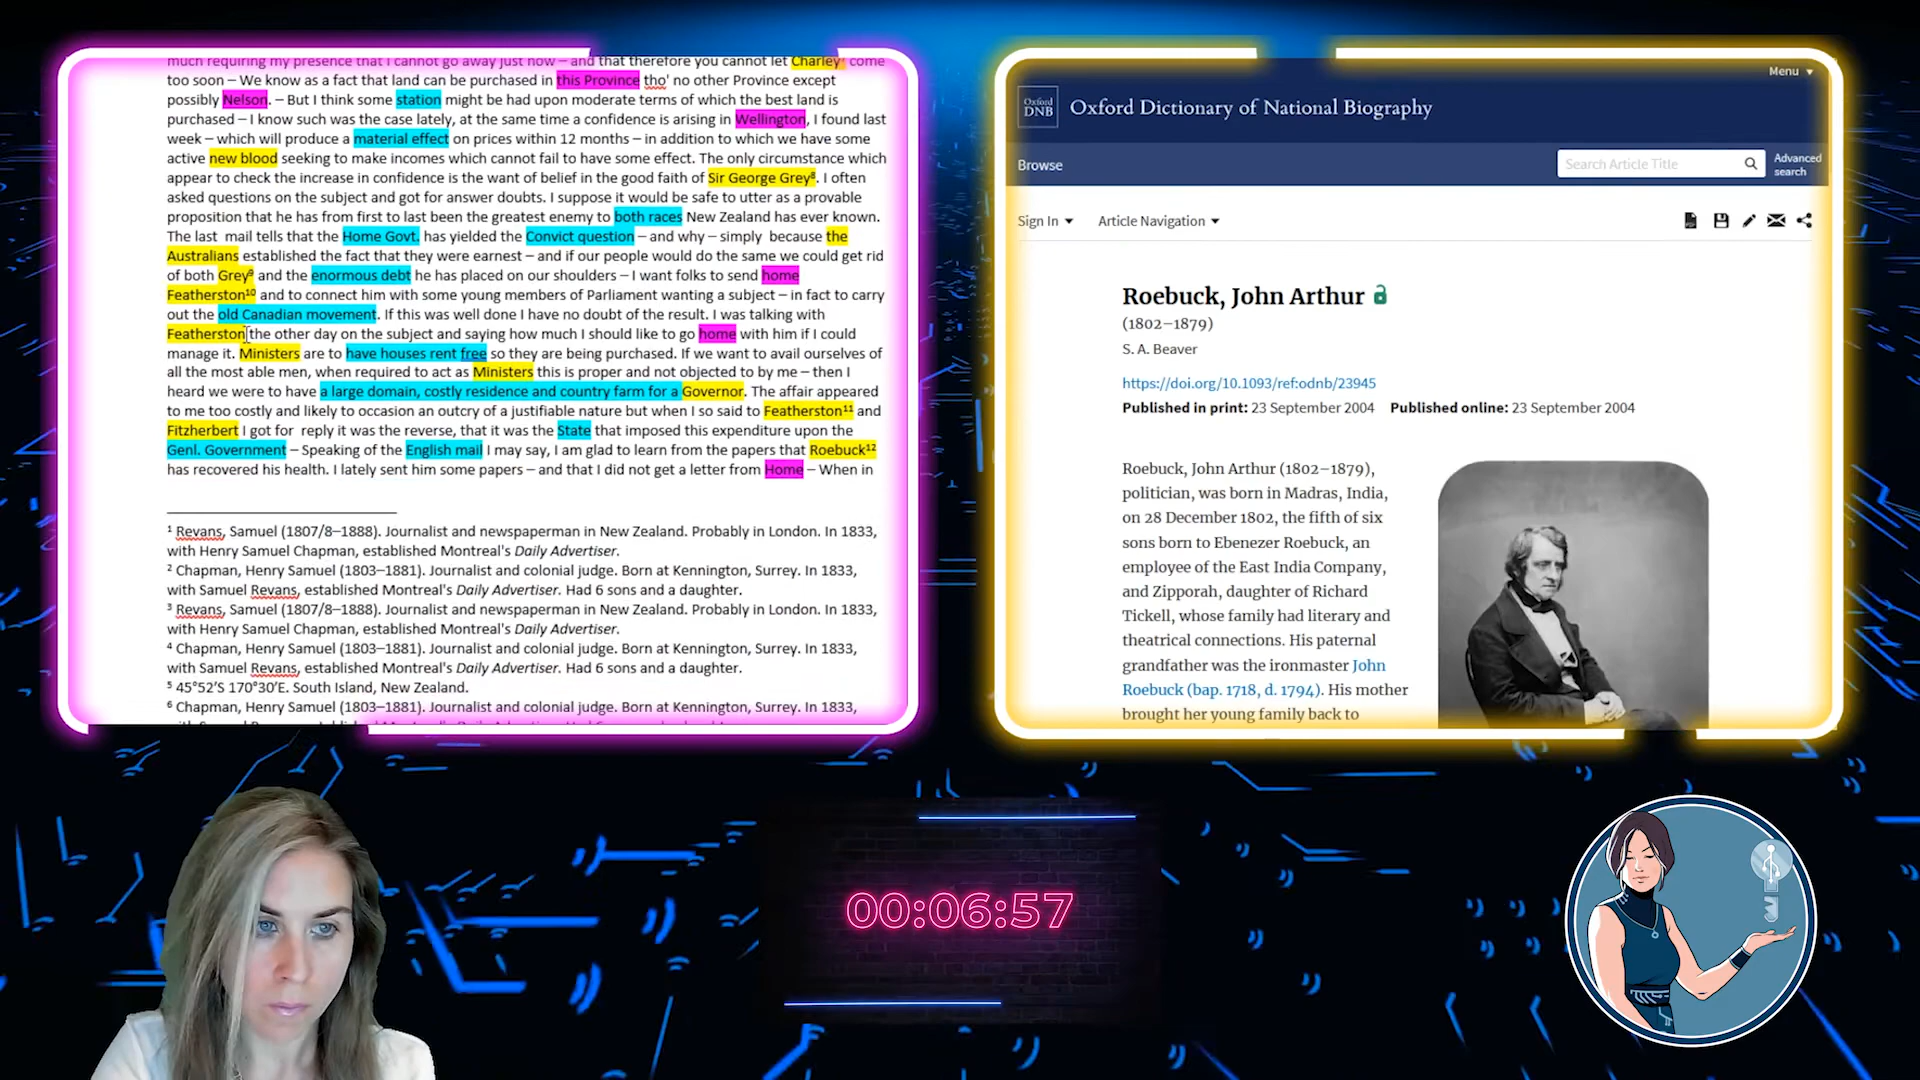 much requiring my presence that I cannot go away just now – and that therefore you cannot let Charley⁷ come
too soon – We know as a fact that land can be purchased in this Province tho' no other Province except
possibly Nelson. – But I think some station might be had upon moderate terms of which the best land is
purchased – I know such was the case lately, at the same time a confidence is arising in Wellington, I found last
week – which will produce a material effect on prices within 12 months – in addition to which we have some
active new blood seeking to make incomes which cannot fail to have some effect. The only circumstance which
appear to check the increase in confidence is the want of belief in the good faith of Sir George Grey⁸. I often
asked questions on the subject and got for answer doubts. I suppose it would be safe to utter as a provable
proposition that he has from first to last been the greatest enemy to both races New Zealand has ever known.
The last mail tells that the Home Govt. has yielded the Convict question – and why – simply because the
Australians established the fact that they were earnest – and if our people would do the same we could get rid
of both Grey⁹ and the enormous debt he has placed on our shoulders – I want folks to send home
Featherston¹⁰ and to connect him with some young members of Parliament wanting a subject – in fact to carry
out the old Canadian movement. If this was well done I have no doubt of the result. I was talking with
Featherston the other day on the subject and saying how much I should like to go home with him if I could
manage it. Ministers are to have houses rent free so they are being purchased. If we want to avail ourselves of
all the most able men, when required to act as Ministers this is proper and not objected to by me – then I
heard we were to have a large domain, costly residence and country farm for a Governor. The affair appeared
to me too costly and likely to occasion an outcry of a justifiable nature but when I so said to Featherston¹¹ and
Fitzherbert I got for reply it was the reverse, that it was the State that imposed this expenditure upon the
Genl. Government – Speaking of the English mail I may say, I am glad to learn from the papers that Roebuck¹²
has recovered his health. I lately sent him some papers – and that I did not get a letter from Home – When in
¹ Revans, Samuel (1807/8–1888). Journalist and newspaperman in New Zealand. Probably in London. In 1833,
with Henry Samuel Chapman, established Montreal's Daily Advertiser.
² Chapman, Henry Samuel (1803–1881). Journalist and colonial judge. Born at Kennington, Surrey. In 1833,
with Samuel Revans, established Montreal's Daily Advertiser. Had 6 sons and a daughter.
³ Revans, Samuel (1807/8–1888). Journalist and newspaperman in New Zealand. Probably in London. In 1833,
with Henry Samuel Chapman, established Montreal's Daily Advertiser.
⁴ Chapman, Henry Samuel (1803–1881). Journalist and colonial judge. Born at Kennington, Surrey. In 1833,
with Samuel Revans, established Montreal's Daily Advertiser. Had 6 sons and a daughter.
⁵ 45°52′S 170°30′E. South Island, New Zealand.
⁶ Chapman, Henry Samuel (1803–1881). Journalist and colonial judge. Born at Kennington, Surrey. In 1833,
Menu
Oxford DNB
Oxford Dictionary of National Biography
Browse
Search Article Title
Advanced search
Sign In
Article Navigation
Roebuck, John Arthur
(1802–1879)
S. A. Beaver
https://doi.org/10.1093/ref:odnb/23945
Published in print: 23 September 2004 Published online: 23 September 2004
Roebuck, John Arthur (1802–1879),
politician, was born in Madras, India,
on 28 December 1802, the fifth of six
sons born to Ebenezer Roebuck, an
employee of the East India Company,
and Zipporah, daughter of Richard
Tickell, whose family had literary and
theatrical connections. His paternal
grandfather was the ironmaster John
Roebuck (bap. 1718, d. 1794). His mother
brought her young family back to
00:06:57